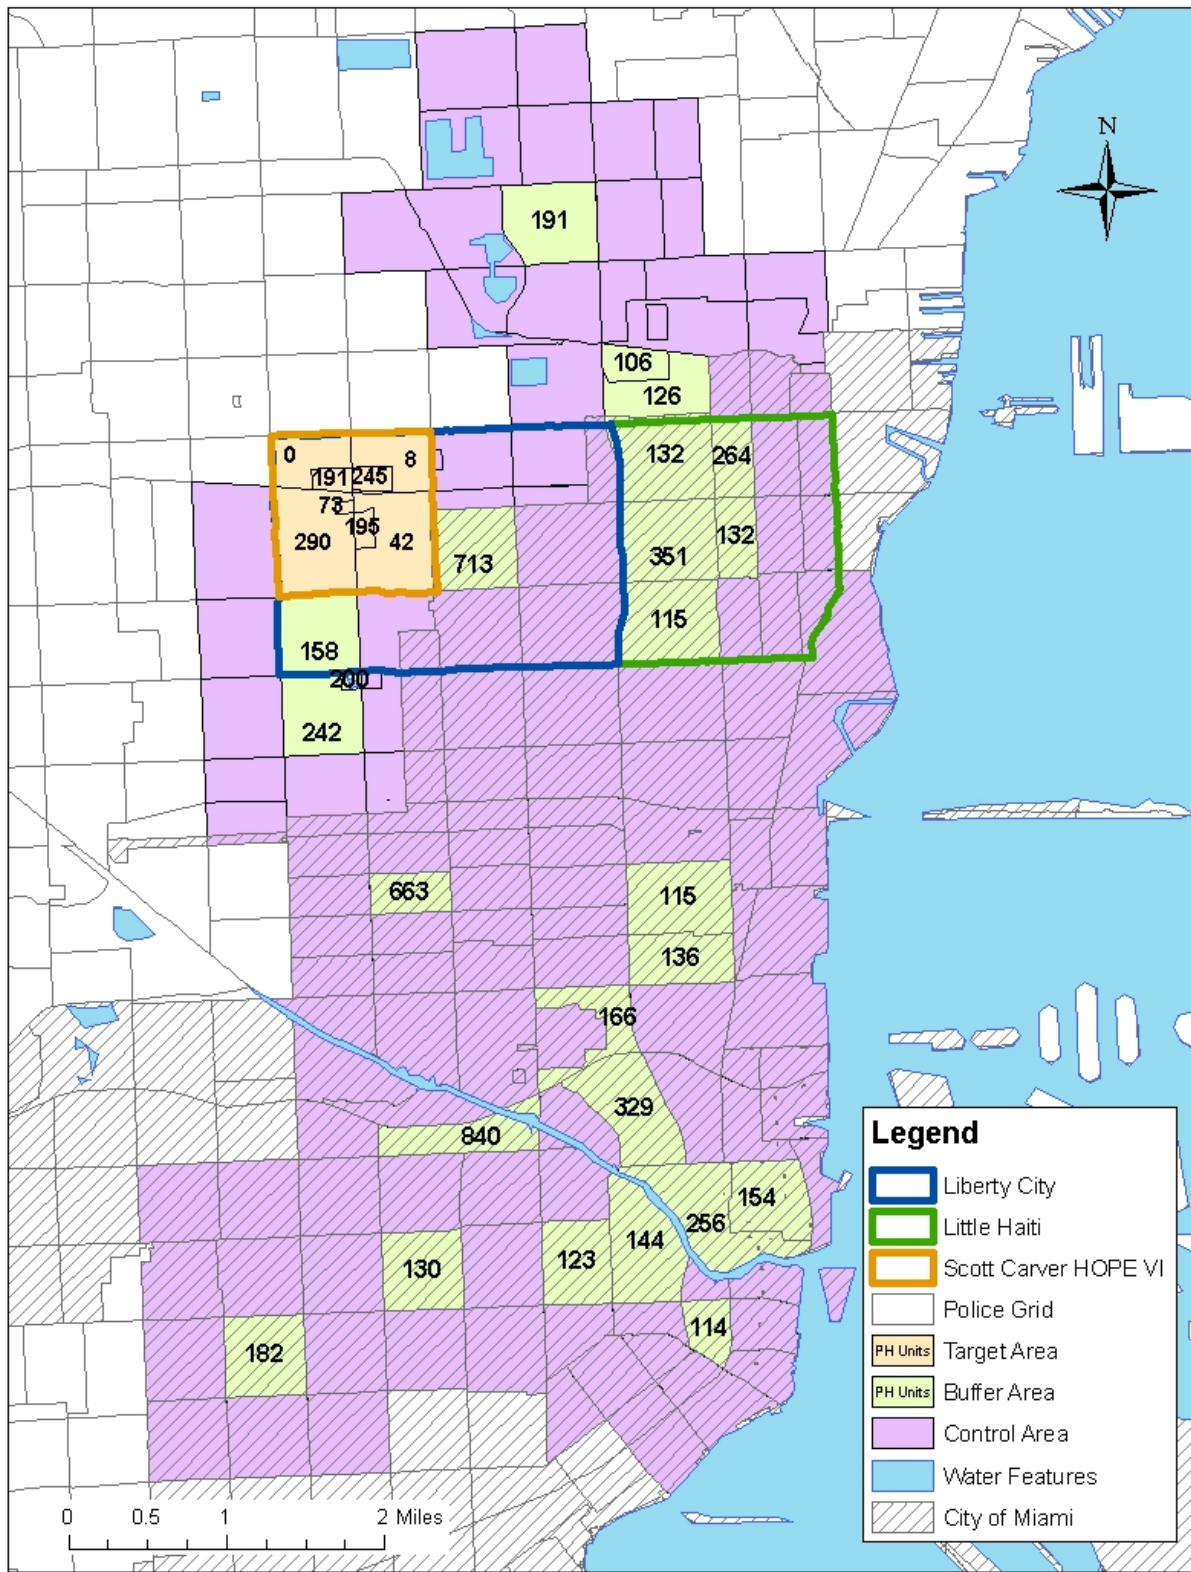 N
191
106
126
0
8
132
264
191
245
73
195
290
42
713
351
132
115
158
200
242
663
115
136
166
329
840
154
256
144
123
130
114
182
Legend
Liberty City
Little Haiti
Scott Carver HOPE VI
Police Grid
PH Units Target Area
PH Units Buffer Area
Control Area
Water Features
City of Miami
0 0.5 1 2 Miles